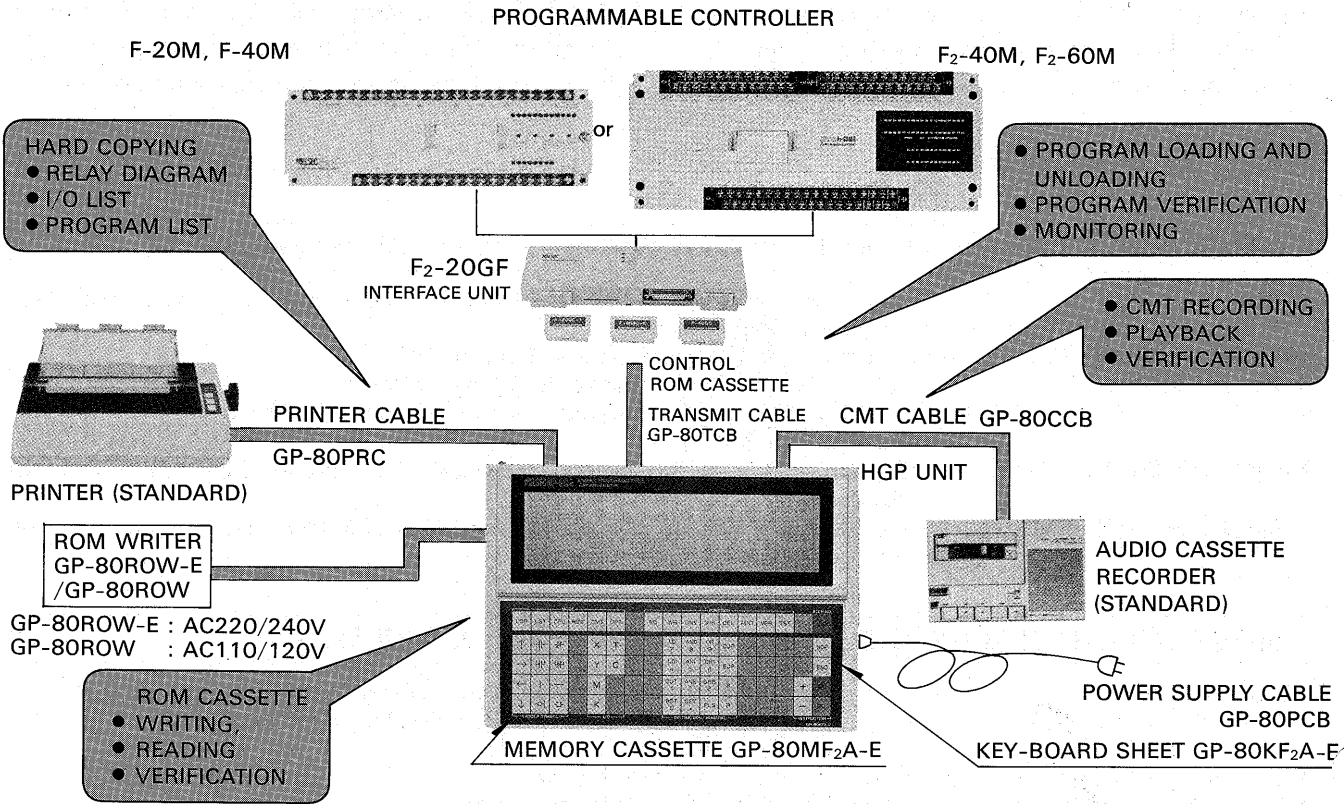 PROGRAMMABLE CONTROLLER
F-20M, F-40M
F₂-40M, F₂-60M
or
HARD COPYING
● RELAY DIAGRAM
● I/O LIST
● PROGRAM LIST
● PROGRAM LOADING AND
UNLOADING
● PROGRAM VERIFICATION
● MONITORING
F₂-20GF
INTERFACE UNIT
● CMT RECORDING
● PLAYBACK
● VERIFICATION
CONTROL
ROM CASSETTE
TRANSMIT CABLE
GP-80TCB
PRINTER CABLE
GP-80PRC
CMT CABLE GP-80CCB
HGP UNIT
PRINTER (STANDARD)
ROM WRITER
GP-80ROW-E
/GP-80ROW
GP-80ROW-E : AC220/240V
GP-80ROW : AC110/120V
AUDIO CASSETTE
RECORDER
(STANDARD)
ROM CASSETTE
● WRITING,
● READING
● VERIFICATION
POWER SUPPLY CABLE
GP-80PCB
MEMORY CASSETTE GP-80MF₂A-E
KEY-BOARD SHEET GP-80KF₂A-E